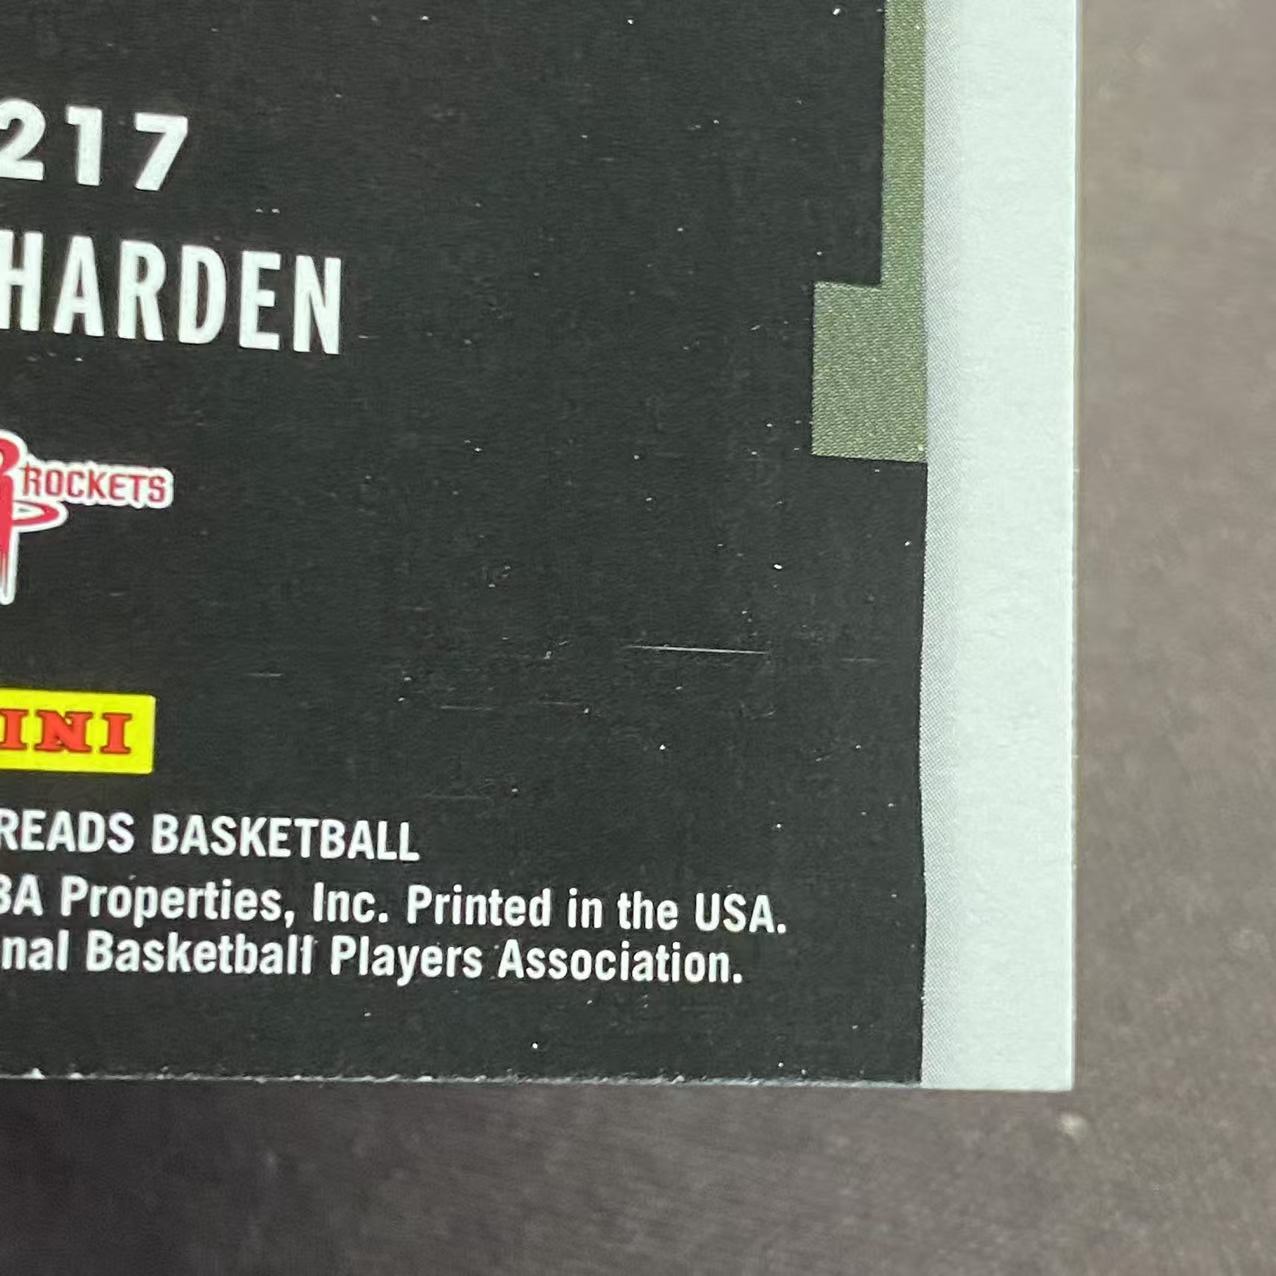 217
HARDEN
ROCKETS
INI
READS BASKETBALL
BA Properties, Inc. Printed in the USA.
nal Basketball Players Association.